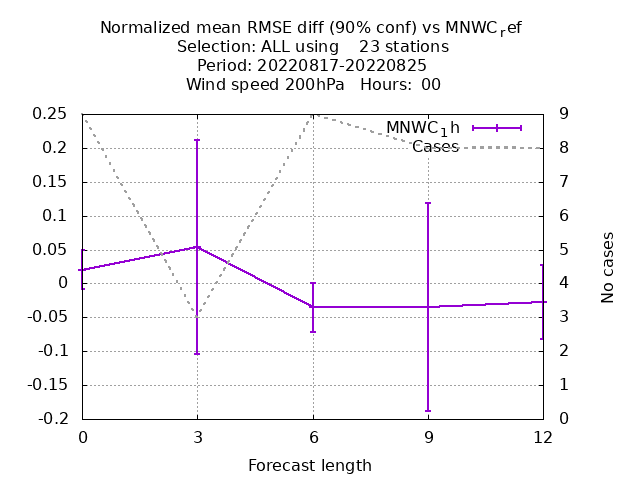 Normalized mean RMSE diff (90% conf) vs MNWC_ref
Selection: ALL using 23 stations
Period: 20220817-20220825
Wind speed 200hPa Hours: 00
MNWC_1h
Cases
0.25
0.2
0.15
0.1
0.05
0
-0.05
-0.1
-0.15
-0.2
9
8
7
6
5
4
3
2
1
0
No cases
0 3 6 9 12
Forecast length